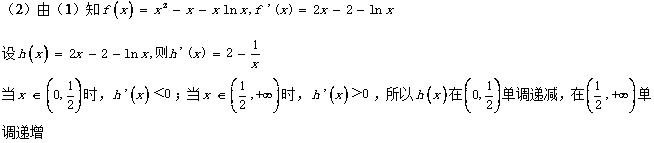 （2）由（1）知 f(x) = x² − x − x ln x, f '(x) = 2x − 2 − ln x
设 h(x) = 2x − 2 − ln x, 则 h'(x) = 2 − 1/x
当 x ∈ (0, 1/2) 时，h'(x) <0；当 x ∈ (1/2, +∞) 时，h'(x) >0，所以 h(x) 在 (0, 1/2) 单调递减，在 (1/2, +∞) 单
调递增